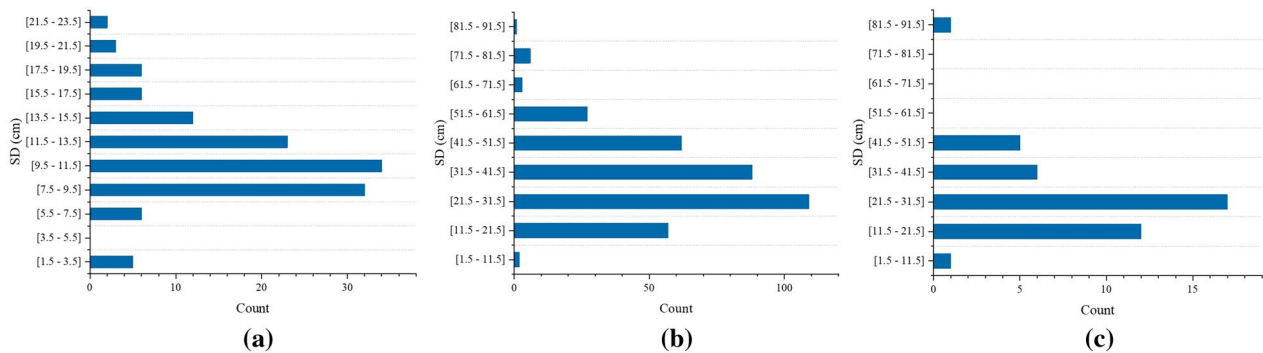 [21.5 - 23.5]
[19.5 - 21.5]
[17.5 - 19.5]
[15.5 - 17.5]
[13.5 - 15.5]
[11.5 - 13.5]
[9.5 - 11.5]
[7.5 - 9.5]
[5.5 - 7.5]
[3.5 - 5.5]
[1.5 - 3.5]
SD (cm)
0 10 20 30
Count
(a)
[81.5 - 91.5]
[71.5 - 81.5]
[61.5 - 71.5]
[51.5 - 61.5]
[41.5 - 51.5]
[31.5 - 41.5]
[21.5 - 31.5]
[11.5 - 21.5]
[1.5 - 11.5]
SD (cm)
0 50 100
Count
(b)
[81.5 - 91.5]
[71.5 - 81.5]
[61.5 - 71.5]
[51.5 - 61.5]
[41.5 - 51.5]
[31.5 - 41.5]
[21.5 - 31.5]
[11.5 - 21.5]
[1.5 - 11.5]
SD (cm)
0 5 10 15
Count
(c)